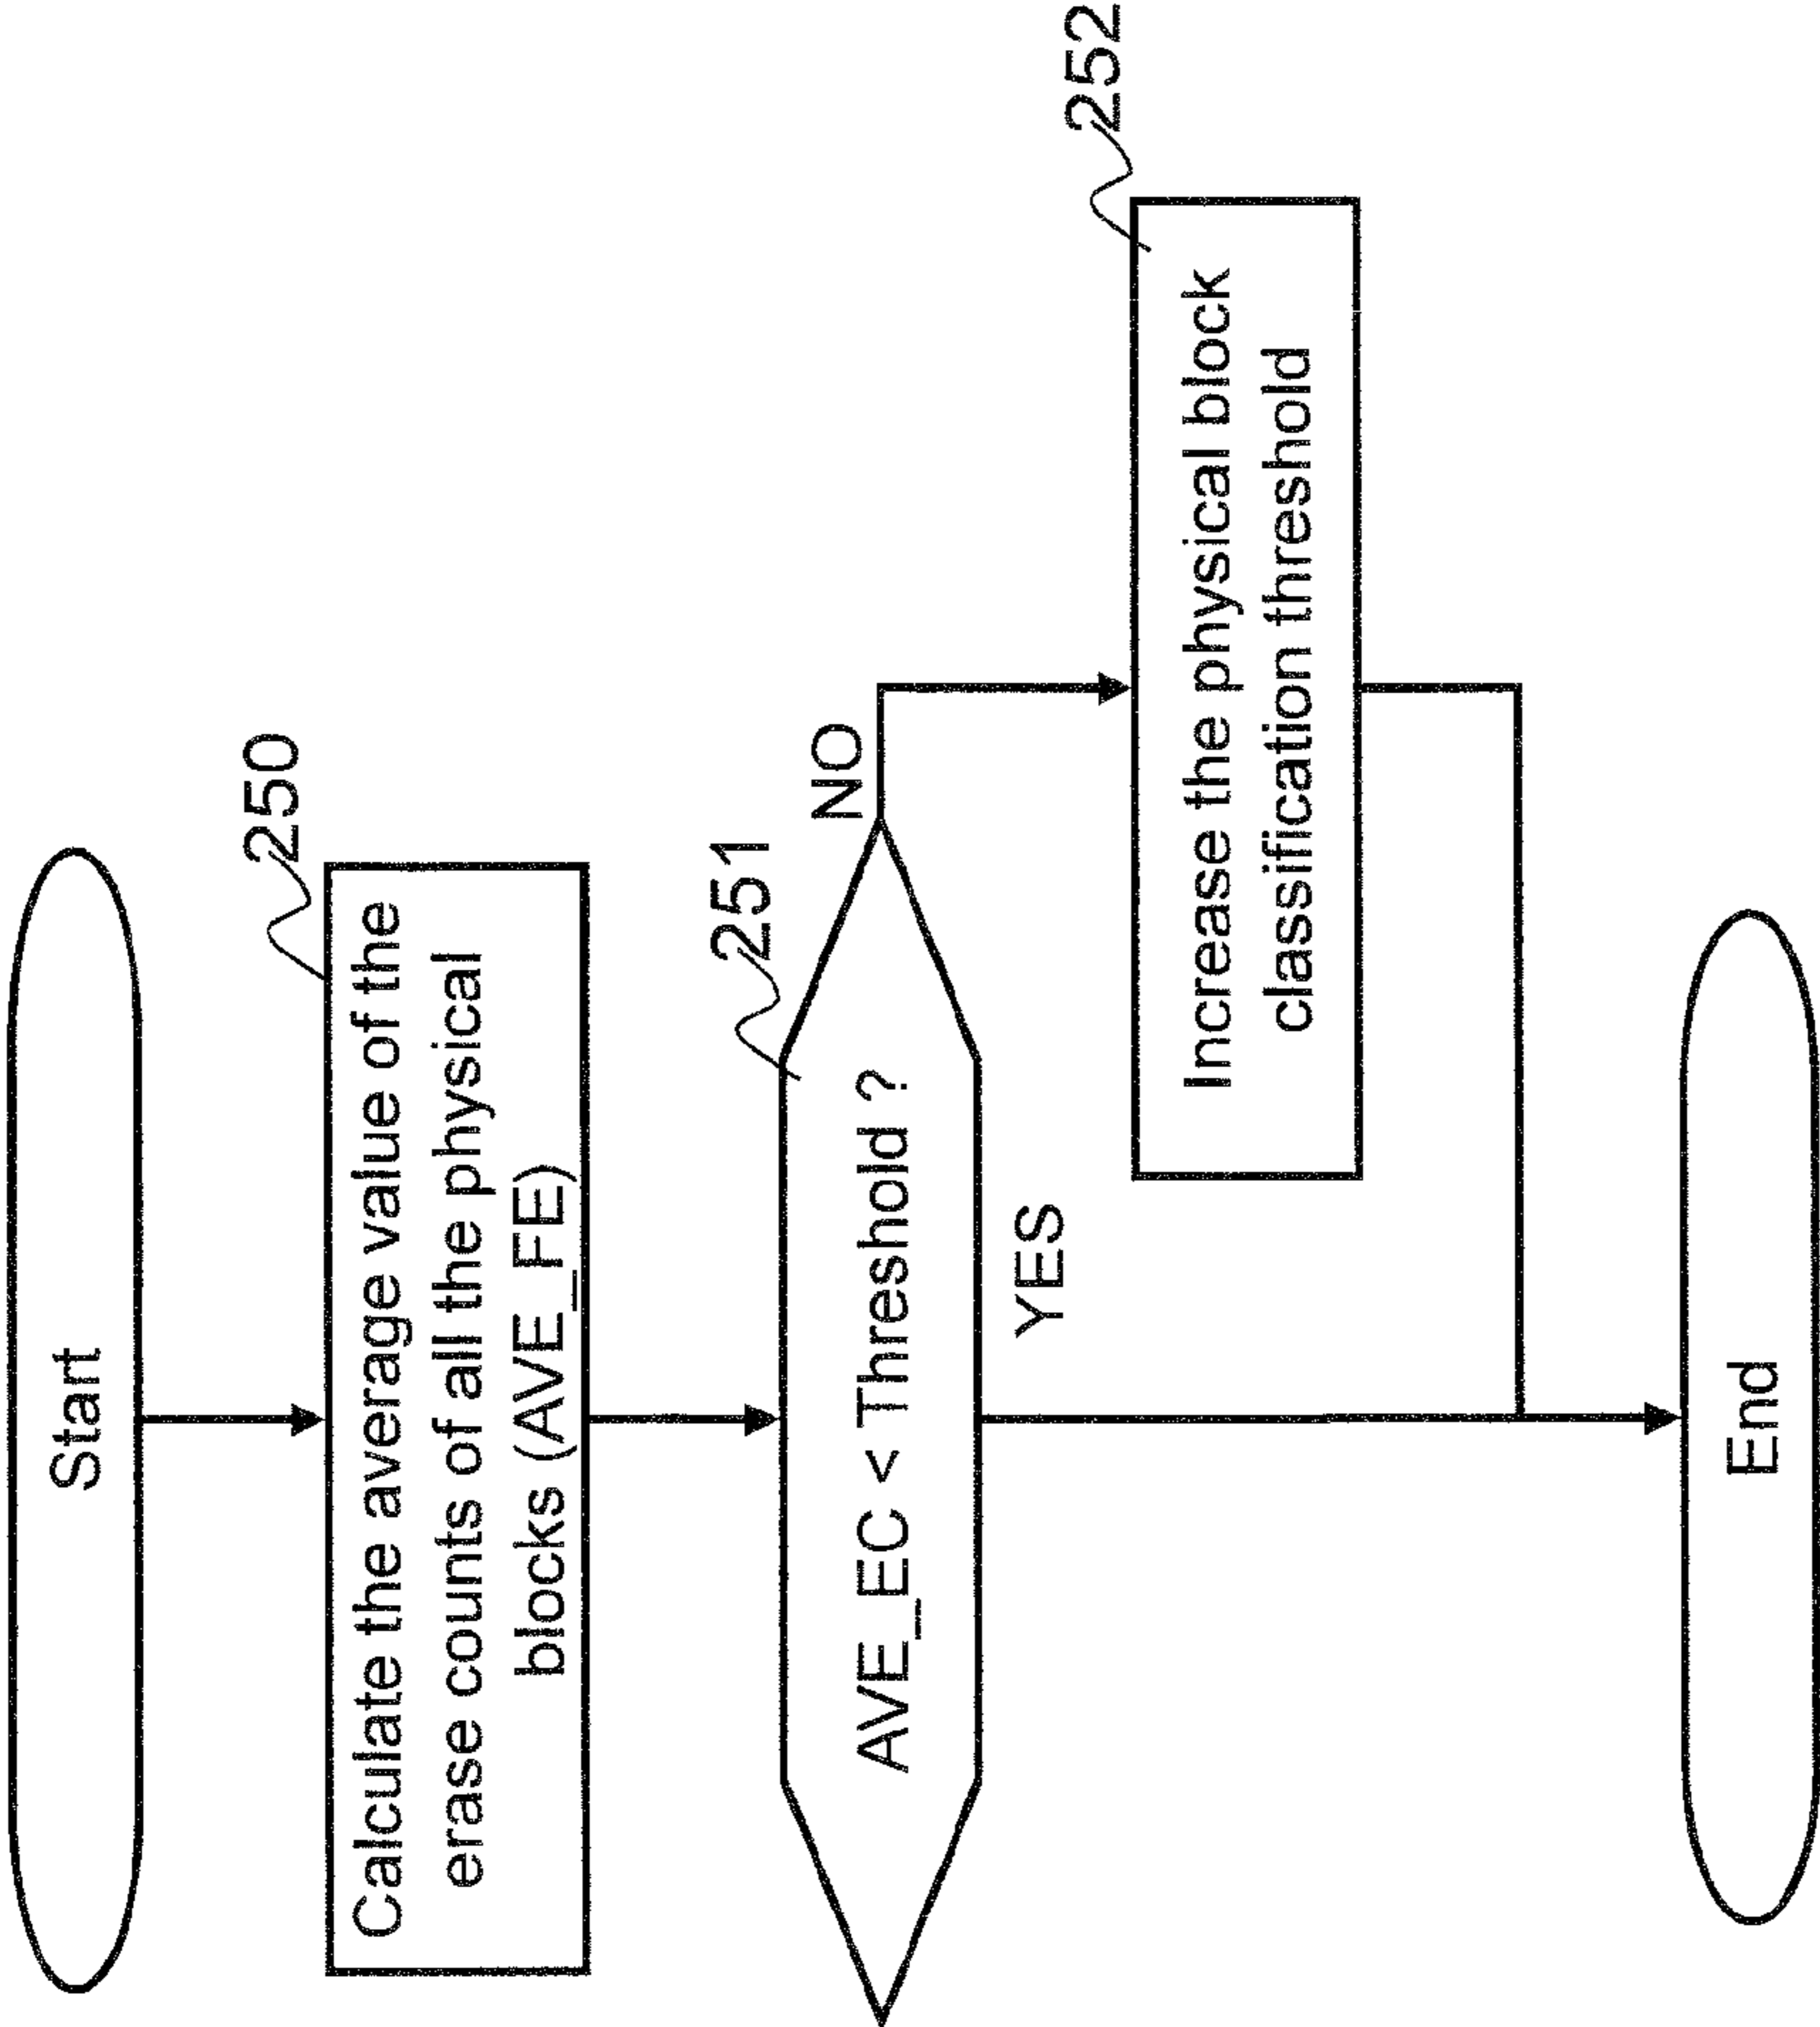 Start
250
Calculate the average value of the
erase counts of all the physical
blocks (AVE_FE)
251
AVE_EC < Threshold ?
NO
YES
252
Increase the physical block
classification threshold
End